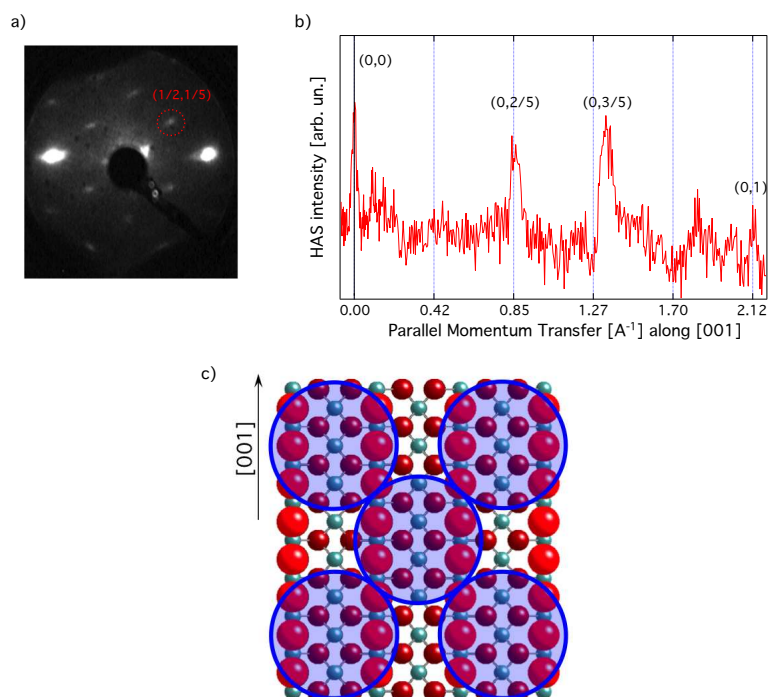 a)
(1/2,1/5)
b)
HAS intensity [arb. un.]
(0,0)
(0,2/5)
(0,3/5)
(0,1)
0.00 0.42 0.85 1.27 1.70 2.12
Parallel Momentum Transfer [A⁻¹] along [001]
c)
[001]